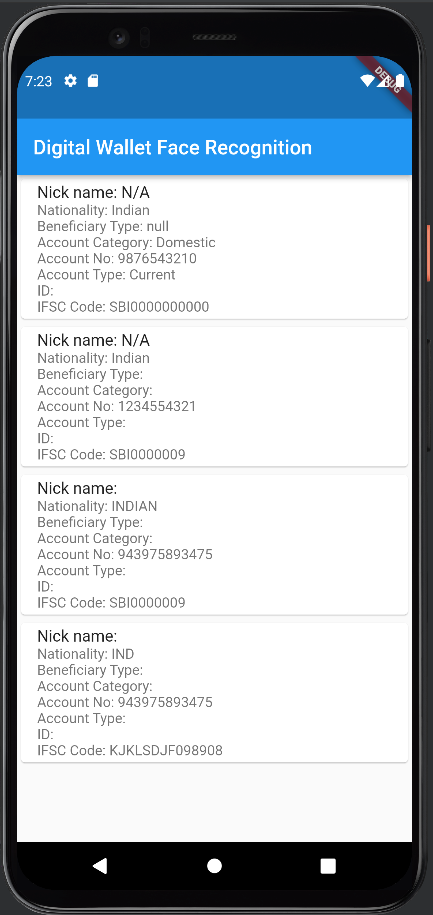 7:23
DEBUG
Digital Wallet Face Recognition
Nick name: N/A
Nationality: Indian
Beneficiary Type: null
Account Category: Domestic
Account No: 9876543210
Account Type: Current
ID:
IFSC Code: SBI0000000000
Nick name: N/A
Nationality: Indian
Beneficiary Type:
Account Category:
Account No: 1234554321
Account Type:
ID:
IFSC Code: SBI0000009
Nick name:
Nationality: INDIAN
Beneficiary Type:
Account Category:
Account No: 943975893475
Account Type:
ID:
IFSC Code: SBI0000009
Nick name:
Nationality: IND
Beneficiary Type:
Account Category:
Account No: 943975893475
Account Type:
ID:
IFSC Code: KJKLSDJF098908